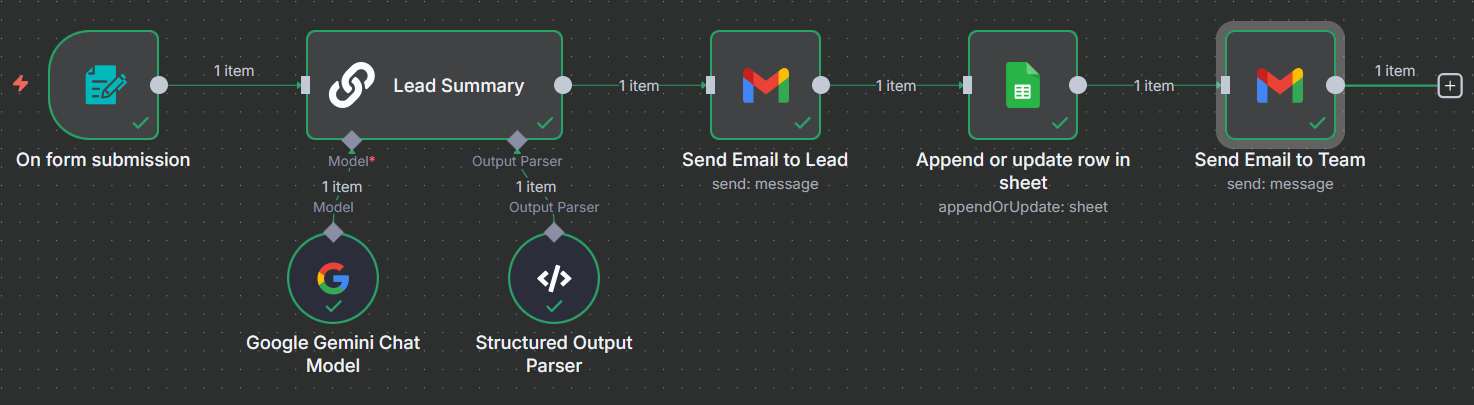 1 item
Lead Summary
1 item
1 item
1 item
1 item
On form submission
Model*
Output Parser
Send Email to Lead
send: message
Append or update row in
sheet
appendOrUpdate: sheet
Send Email to Team
send: message
1 item
1 item
Model
Output Parser
Google Gemini Chat
Model
Structured Output
Parser